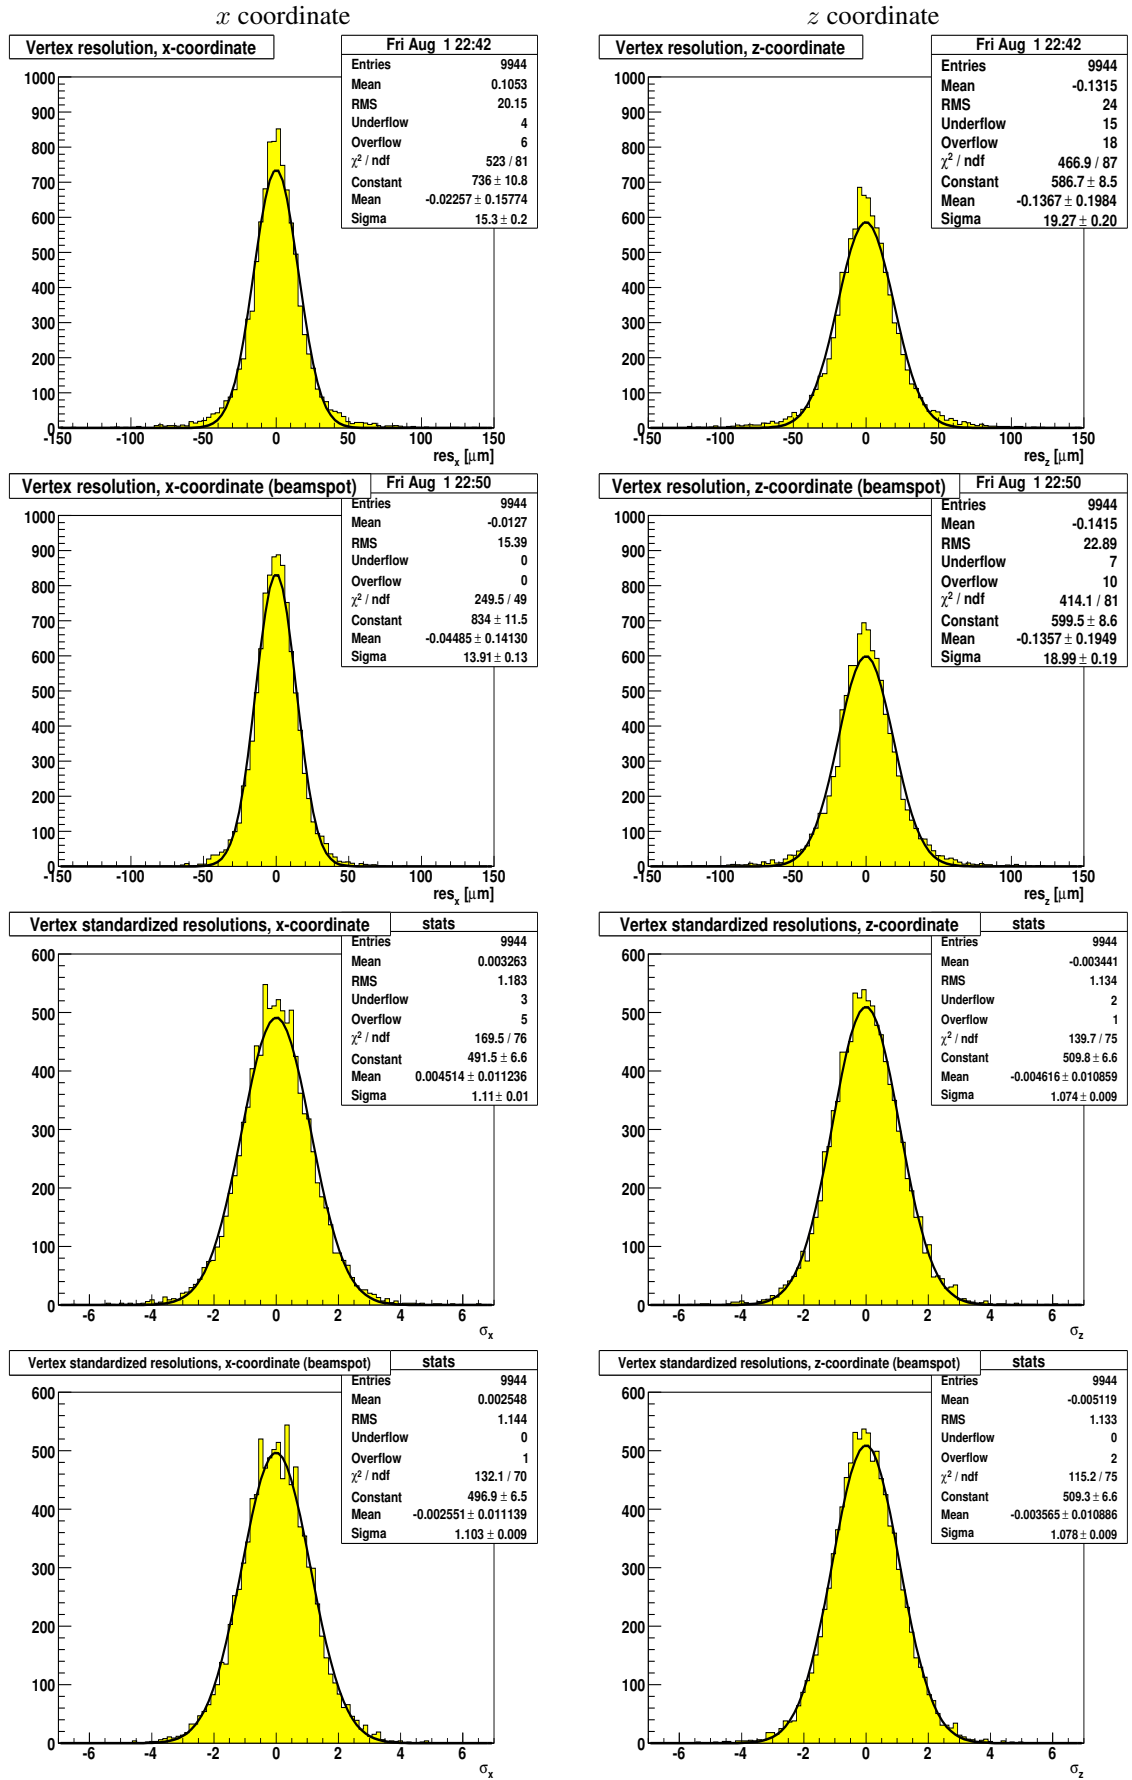 x coordinate
z coordinate
Vertex resolution, x-coordinate
Fri Aug 1 22:42
Entries 9944
Mean 0.1053
RMS 20.15
Underflow 4
Overflow 6
χ² / ndf 523 / 81
Constant 736 ± 10.8
Mean -0.02257 ± 0.15774
Sigma 15.3 ± 0.2
1000
900
800
700
600
500
400
300
200
100
0
-150 -100 -50 0 50 100 150
res_x [μm]
Vertex resolution, z-coordinate
Fri Aug 1 22:42
Entries 9944
Mean -0.1315
RMS 24
Underflow 15
Overflow 18
χ² / ndf 466.9 / 87
Constant 586.7 ± 8.5
Mean -0.1367 ± 0.1984
Sigma 19.27 ± 0.20
1000
900
800
700
600
500
400
300
200
100
0
-150 -100 -50 0 50 100 150
res_z [μm]
Vertex resolution, x-coordinate (beamspot)
Fri Aug 1 22:50
Entries 9944
Mean -0.0127
RMS 15.39
Underflow 0
Overflow 0
χ² / ndf 249.5 / 49
Constant 834 ± 11.5
Mean -0.04485 ± 0.14130
Sigma 13.91 ± 0.13
1000
900
800
700
600
500
400
300
200
100
0
-150 -100 -50 0 50 100 150
res_x [μm]
Vertex resolution, z-coordinate (beamspot)
Fri Aug 1 22:50
Entries 9944
Mean -0.1415
RMS 22.89
Underflow 7
Overflow 10
χ² / ndf 414.1 / 81
Constant 599.5 ± 8.6
Mean -0.1357 ± 0.1949
Sigma 18.99 ± 0.19
1000
900
800
700
600
500
400
300
200
100
0
-150 -100 -50 0 50 100 150
res_z [μm]
Vertex standardized resolutions, x-coordinate
stats
Entries 9944
Mean 0.003263
RMS 1.183
Underflow 3
Overflow 5
χ² / ndf 169.5 / 76
Constant 491.5 ± 6.6
Mean 0.004514 ± 0.011236
Sigma 1.11 ± 0.01
600
500
400
300
200
100
0
-6 -4 -2 0 2 4 6
σ_x
Vertex standardized resolutions, z-coordinate
stats
Entries 9944
Mean -0.003441
RMS 1.134
Underflow 2
Overflow 1
χ² / ndf 139.7 / 75
Constant 509.8 ± 6.6
Mean -0.004616 ± 0.010859
Sigma 1.074 ± 0.009
600
500
400
300
200
100
0
-6 -4 -2 0 2 4 6
σ_z
Vertex standardized resolutions, x-coordinate (beamspot)
stats
Entries 9944
Mean 0.002548
RMS 1.144
Underflow 0
Overflow 1
χ² / ndf 132.1 / 70
Constant 496.9 ± 6.5
Mean -0.002551 ± 0.011139
Sigma 1.103 ± 0.009
600
500
400
300
200
100
0
-6 -4 -2 0 2 4 6
σ_x
Vertex standardized resolutions, z-coordinate (beamspot)
stats
Entries 9944
Mean -0.005119
RMS 1.133
Underflow 0
Overflow 2
χ² / ndf 115.2 / 75
Constant 509.3 ± 6.6
Mean -0.003565 ± 0.010886
Sigma 1.078 ± 0.009
600
500
400
300
200
100
0
-6 -4 -2 0 2 4 6
σ_z